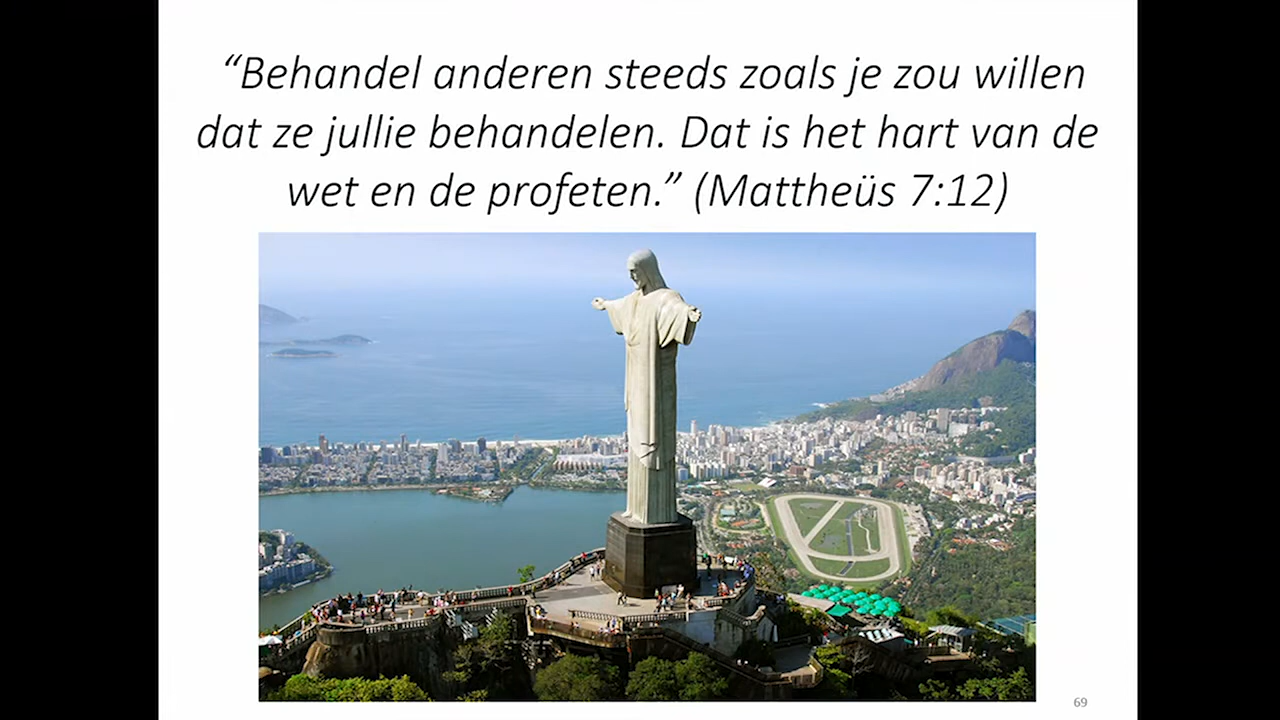 “Behandel anderen steeds zoals je zou willen
dat ze jullie behandelen. Dat is het hart van de
wet en de profeten.” (Mattheüs 7:12)
69